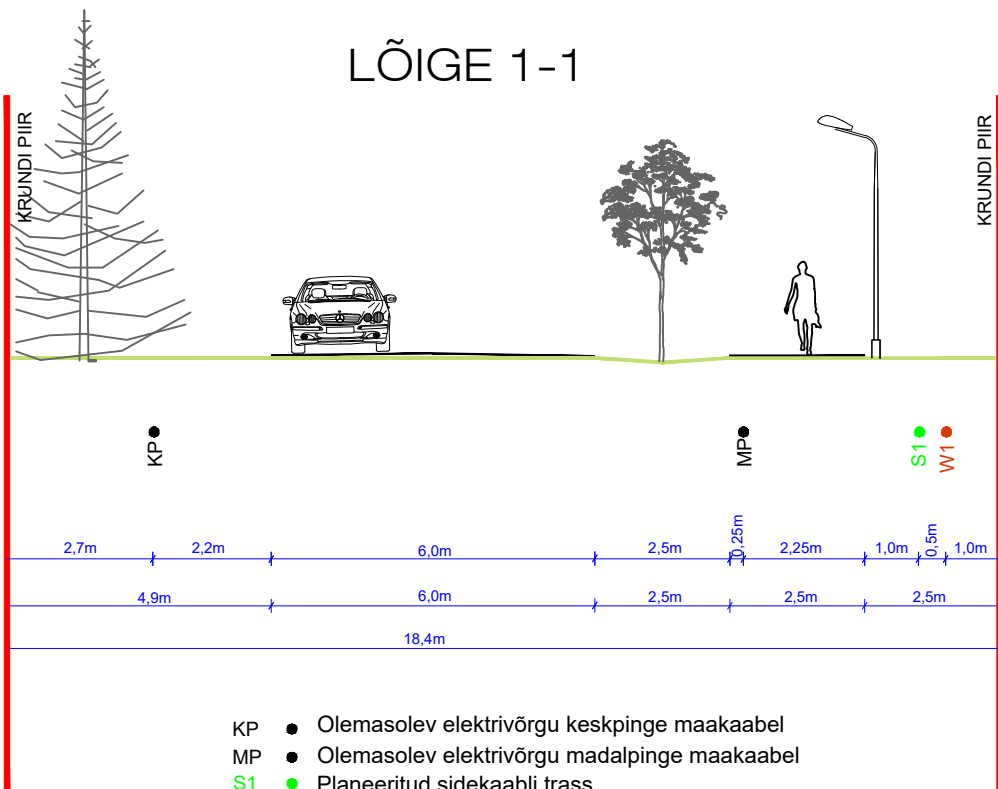 LÕIGE 1-1
KRUNDI PIIR
KRUNDI PIIR
KP
MP
S1
W1
2,7m
2,2m
6,0m
2,5m
0,25m
2,25m
1,0m
0,5m
1,0m
4,9m
6,0m
2,5m
2,5m
2,5m
18,4m
KP Olemasolev elektrivõrgu keskpinge maakaabel
MP Olemasolev elektrivõrgu madalpinge maakaabel
S1 Planeeritud sidekaabli trass